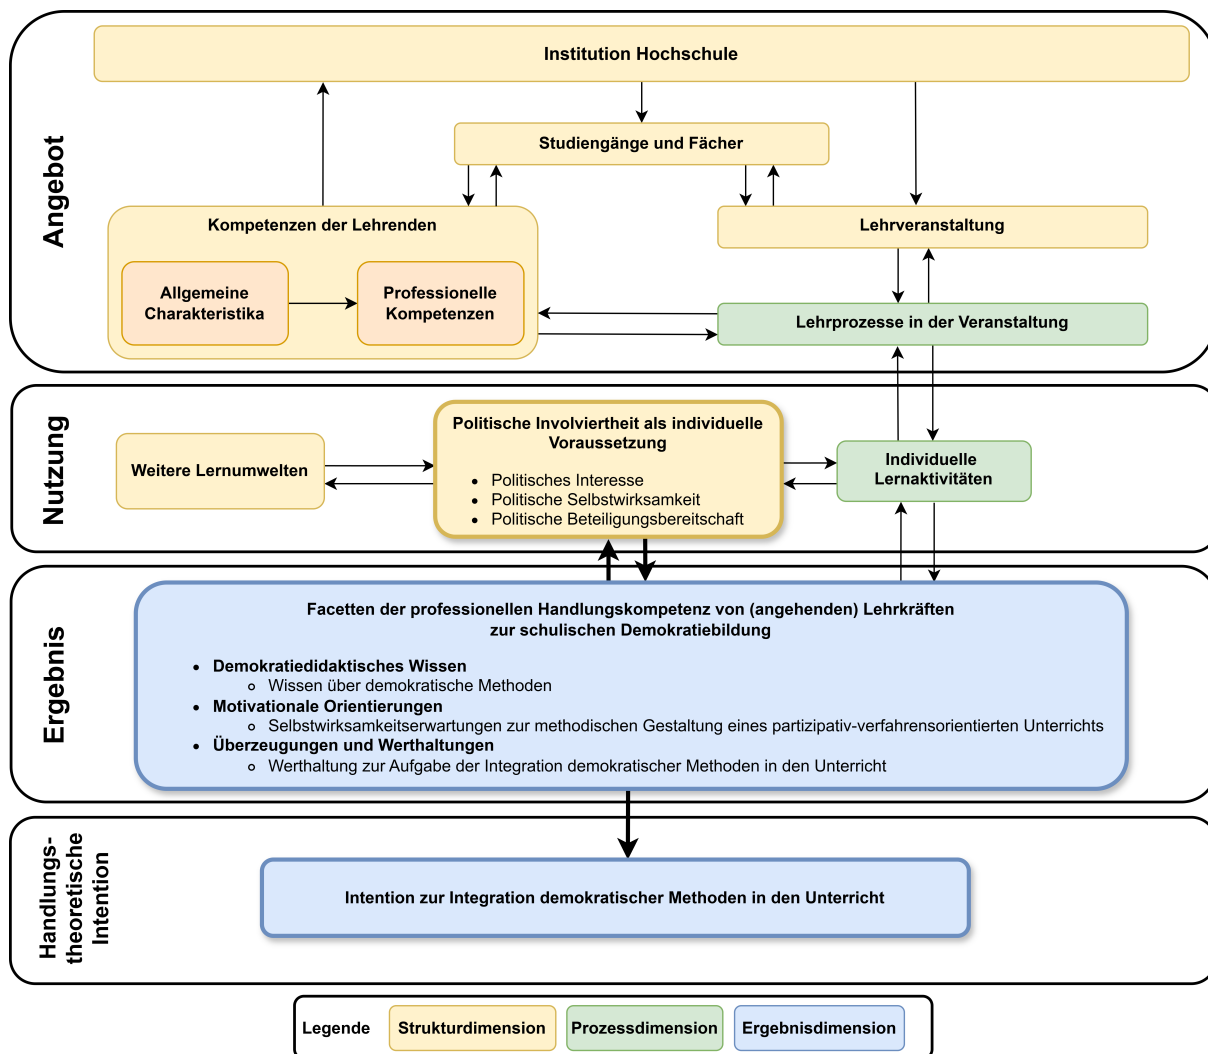 Angebot
Institution Hochschule
Studiengänge und Fächer
Kompetenzen der Lehrenden
Allgemeine
Charakteristika
Professionelle
Kompetenzen
Lehrveranstaltung
Lehrprozesse in der Veranstaltung
Nutzung
Weitere Lernumwelten
Politische Involviertheit als individuelle
Voraussetzung
• Politisches Interesse
• Politische Selbstwirksamkeit
• Politische Beteiligungsbereitschaft
Individuelle
Lernaktivitäten
Ergebnis
Facetten der professionellen Handlungskompetenz von (angehenden) Lehrkräften
zur schulischen Demokratiebildung
• Demokratiedidaktisches Wissen
◦ Wissen über demokratische Methoden
• Motivationale Orientierungen
◦ Selbstwirksamkeitserwartungen zur methodischen Gestaltung eines partizipativ-verfahrensorientierten Unterrichts
• Überzeugungen und Werthaltungen
◦ Werthaltung zur Aufgabe der Integration demokratischer Methoden in den Unterricht
Handlungs-
theoretische
Intention
Intention zur Integration demokratischer Methoden in den Unterricht
Legende
Strukturdimension
Prozessdimension
Ergebnisdimension